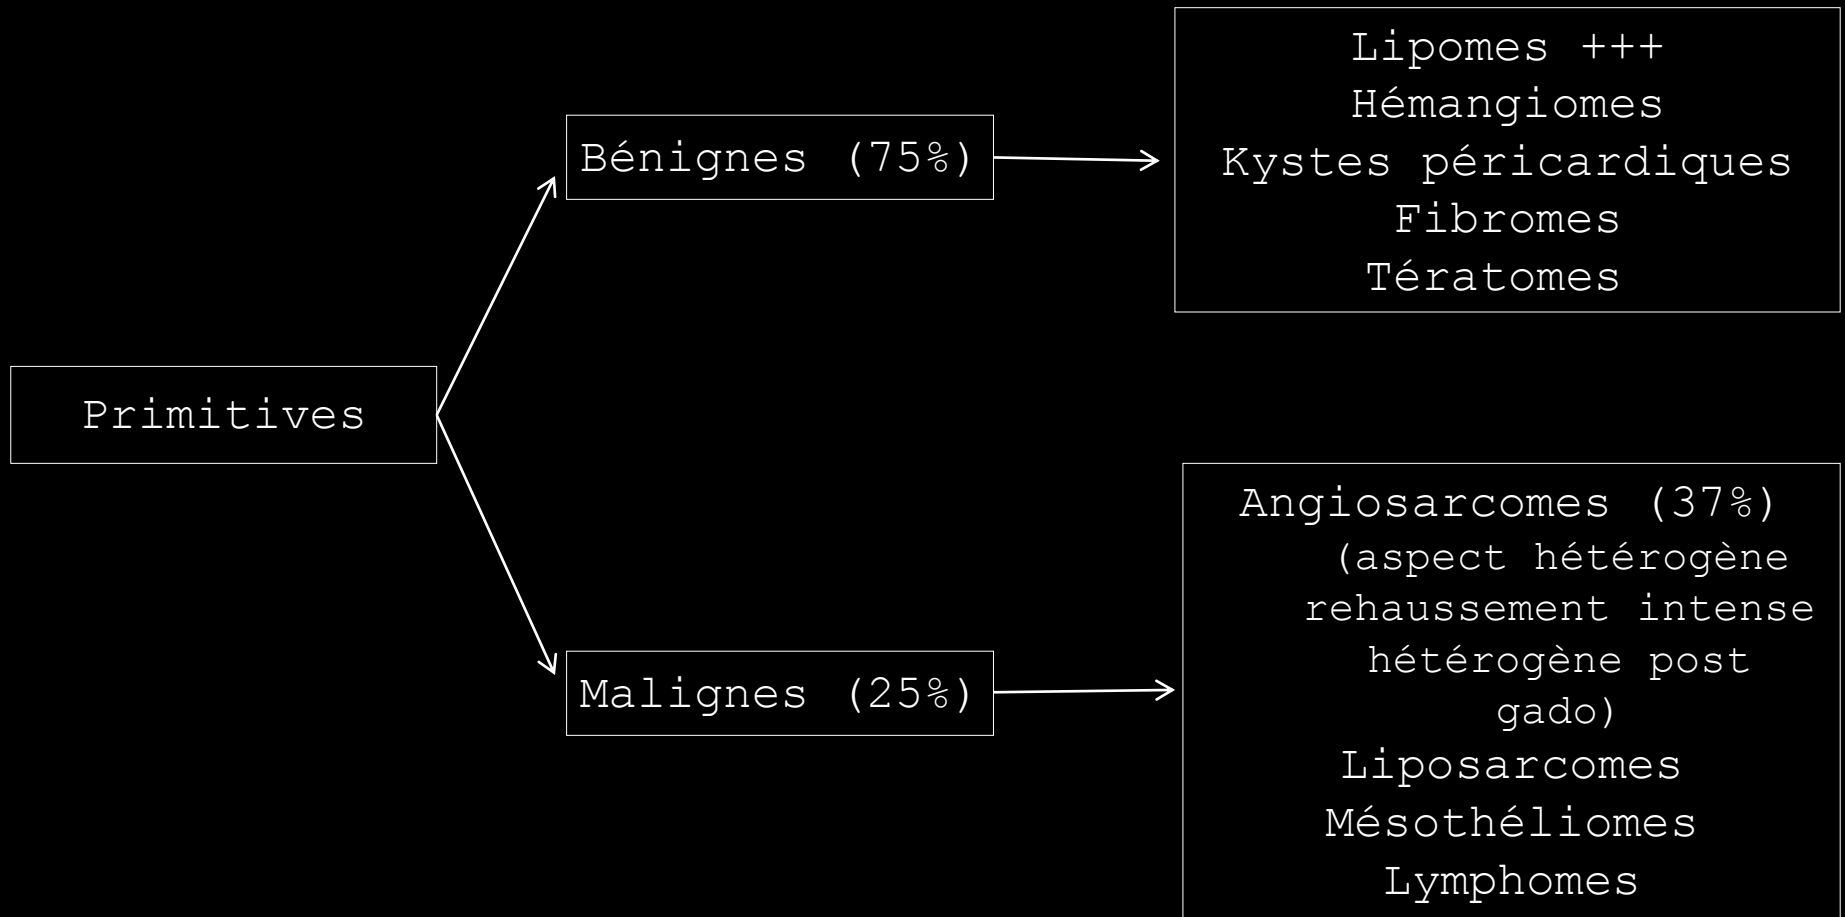 Primitives
Bénignes (75%)
Lipomes +++
Hémangiomes
Kystes péricardiques
Fibromes
Tératomes
Malignes (25%)
Angiosarcomes (37%)
(aspect hétérogène
rehaussement intense
hétérogène post
gado)
Liposarcomes
Mésothéliomes
Lymphomes